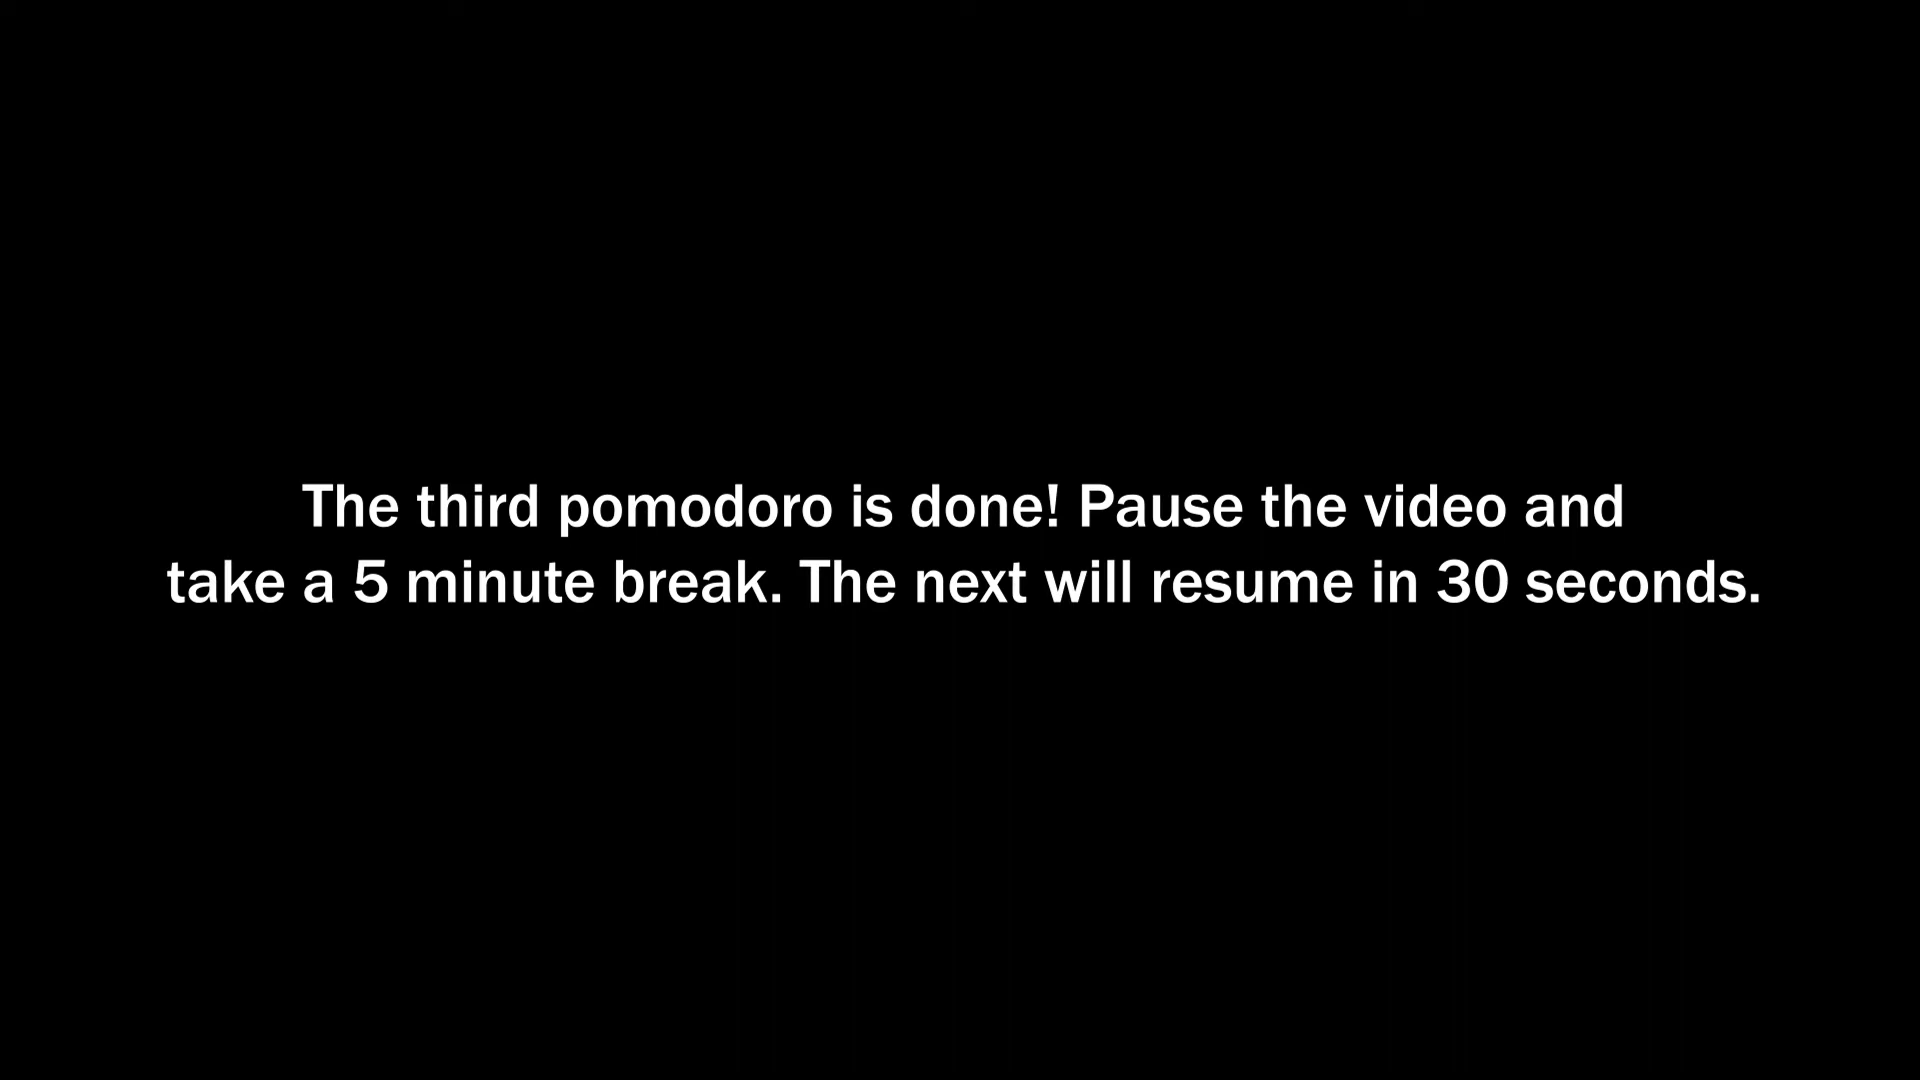 The third pomodoro is done! Pause the video and
take a 5 minute break. The next will resume in 30 seconds.